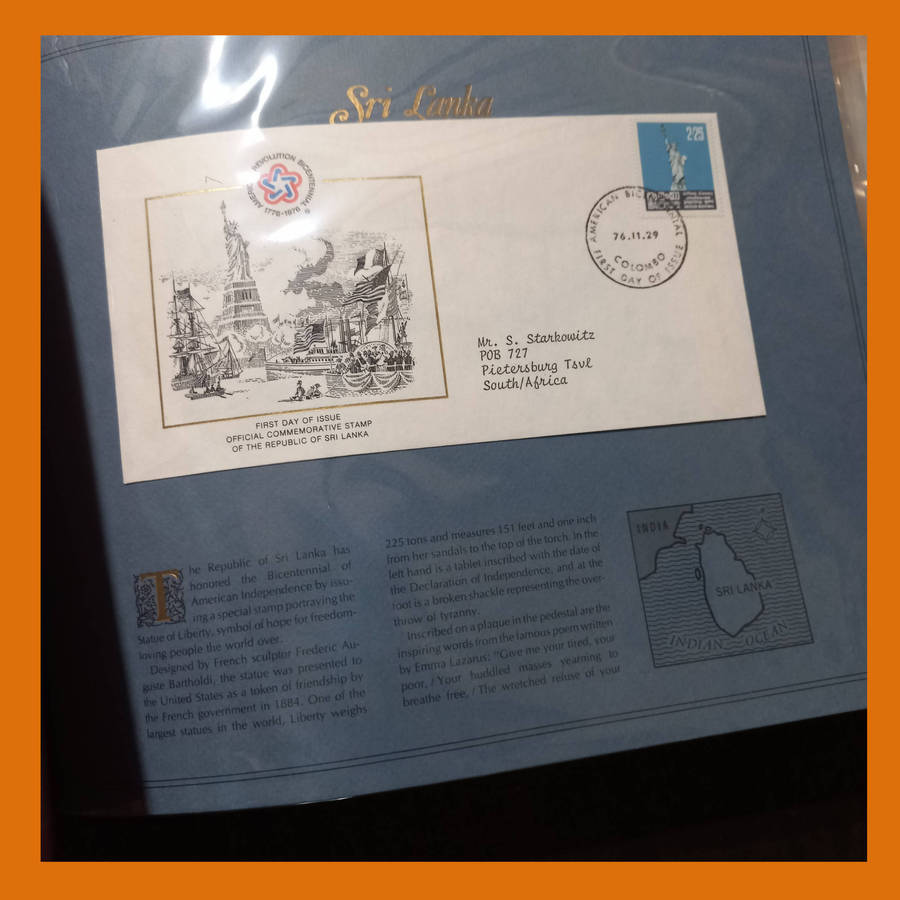 Sri Lanka
AMERICAN REVOLUTION BICENTENNIAL
1776-1976
2.25
AMERICAN BICENTENNIAL
76.11.29
COLOMBO
FIRST DAY OF ISSUE
Mr. S. Starkowitz
POB 727
Pietersburg Tsvl
South/Africa
FIRST DAY OF ISSUE
OFFICIAL COMMEMORATIVE STAMP
OF THE REPUBLIC OF SRI LANKA
The Republic of Sri Lanka has
honored the Bicentennial of
American Independence by issu-
ing a special stamp portraying the
Statue of Liberty, symbol of hope for freedom-
loving people the world over.
Designed by French sculptor Frederic Au-
guste Bartholdi, the statue was presented to
the United States as a token of friendship by
the French government in 1884. One of the
largest statues in the world, Liberty weighs
225 tons and measures 151 feet and one inch
from her sandals to the top of the torch. In the
left hand is a tablet inscribed with the date of
the Declaration of Independence, and at the
foot is a broken shackle representing the over-
throw of tyranny.
Inscribed on a plaque in the pedestal are the
inspiring words from the famous poem written
by Emma Lazarus: "Give me your tired, your
poor, / Your huddled masses yearning to
breathe free, / The wretched refuse of your
INDIA
SRI LANKA
INDIAN OCEAN